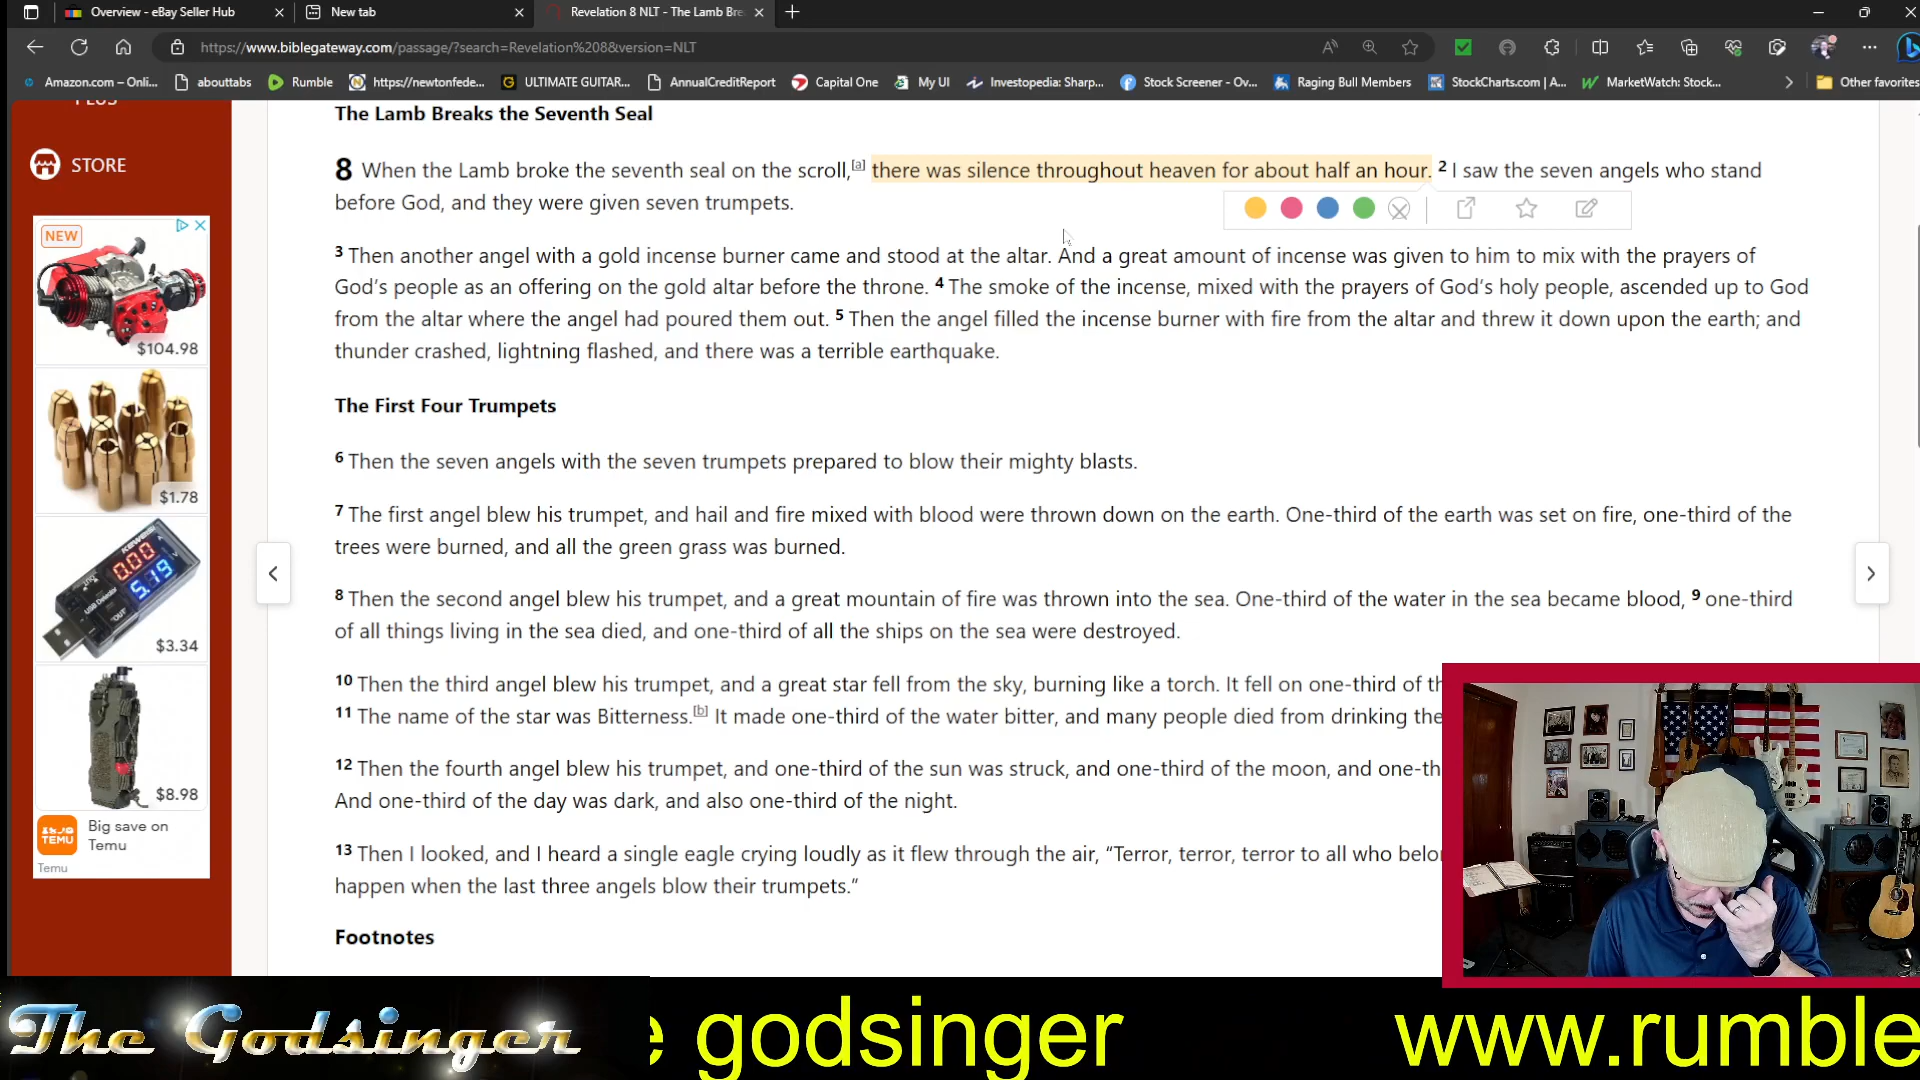 Overview - eBay Seller Hub
New tab
Revelation 8 NLT - The Lamb Bre
https://www.biblegateway.com/passage/?search=Revelation%208&version=NLT
Amazon.com – Onli...
abouttabs
Rumble
https://newtonfede...
ULTIMATE GUITAR...
AnnualCreditReport
Capital One
My UI
Investopedia: Sharp...
Stock Screener - Ov...
Raging Bull Members
StockCharts.com | A...
MarketWatch: Stock...
Other favorites
PLUS
STORE
NEW
$104.98
$1.78
0.00
5.19
$3.34
$8.98
TEMU
Big save on
Temu
Temu
The Lamb Breaks the Seventh Seal
8 When the Lamb broke the seventh seal on the scroll,[a] there was silence throughout heaven for about half an hour. 2 I saw the seven angels who stand
before God, and they were given seven trumpets.
3 Then another angel with a gold incense burner came and stood at the altar. And a great amount of incense was given to him to mix with the prayers of
God’s people as an offering on the gold altar before the throne. 4 The smoke of the incense, mixed with the prayers of God’s holy people, ascended up to God
from the altar where the angel had poured them out. 5 Then the angel filled the incense burner with fire from the altar and threw it down upon the earth; and
thunder crashed, lightning flashed, and there was a terrible earthquake.
The First Four Trumpets
6 Then the seven angels with the seven trumpets prepared to blow their mighty blasts.
7 The first angel blew his trumpet, and hail and fire mixed with blood were thrown down on the earth. One-third of the earth was set on fire, one-third of the
trees were burned, and all the green grass was burned.
8 Then the second angel blew his trumpet, and a great mountain of fire was thrown into the sea. One-third of the water in the sea became blood, 9 one-third
of all things living in the sea died, and one-third of all the ships on the sea were destroyed.
10 Then the third angel blew his trumpet, and a great star fell from the sky, burning like a torch. It fell on one-third of th
11 The name of the star was Bitterness.[b] It made one-third of the water bitter, and many people died from drinking the
12 Then the fourth angel blew his trumpet, and one-third of the sun was struck, and one-third of the moon, and one-th
And one-third of the day was dark, and also one-third of the night.
13 Then I looked, and I heard a single eagle crying loudly as it flew through the air, “Terror, terror, terror to all who belon
happen when the last three angels blow their trumpets.”
Footnotes
The Godsinger
e godsinger
www.rumble